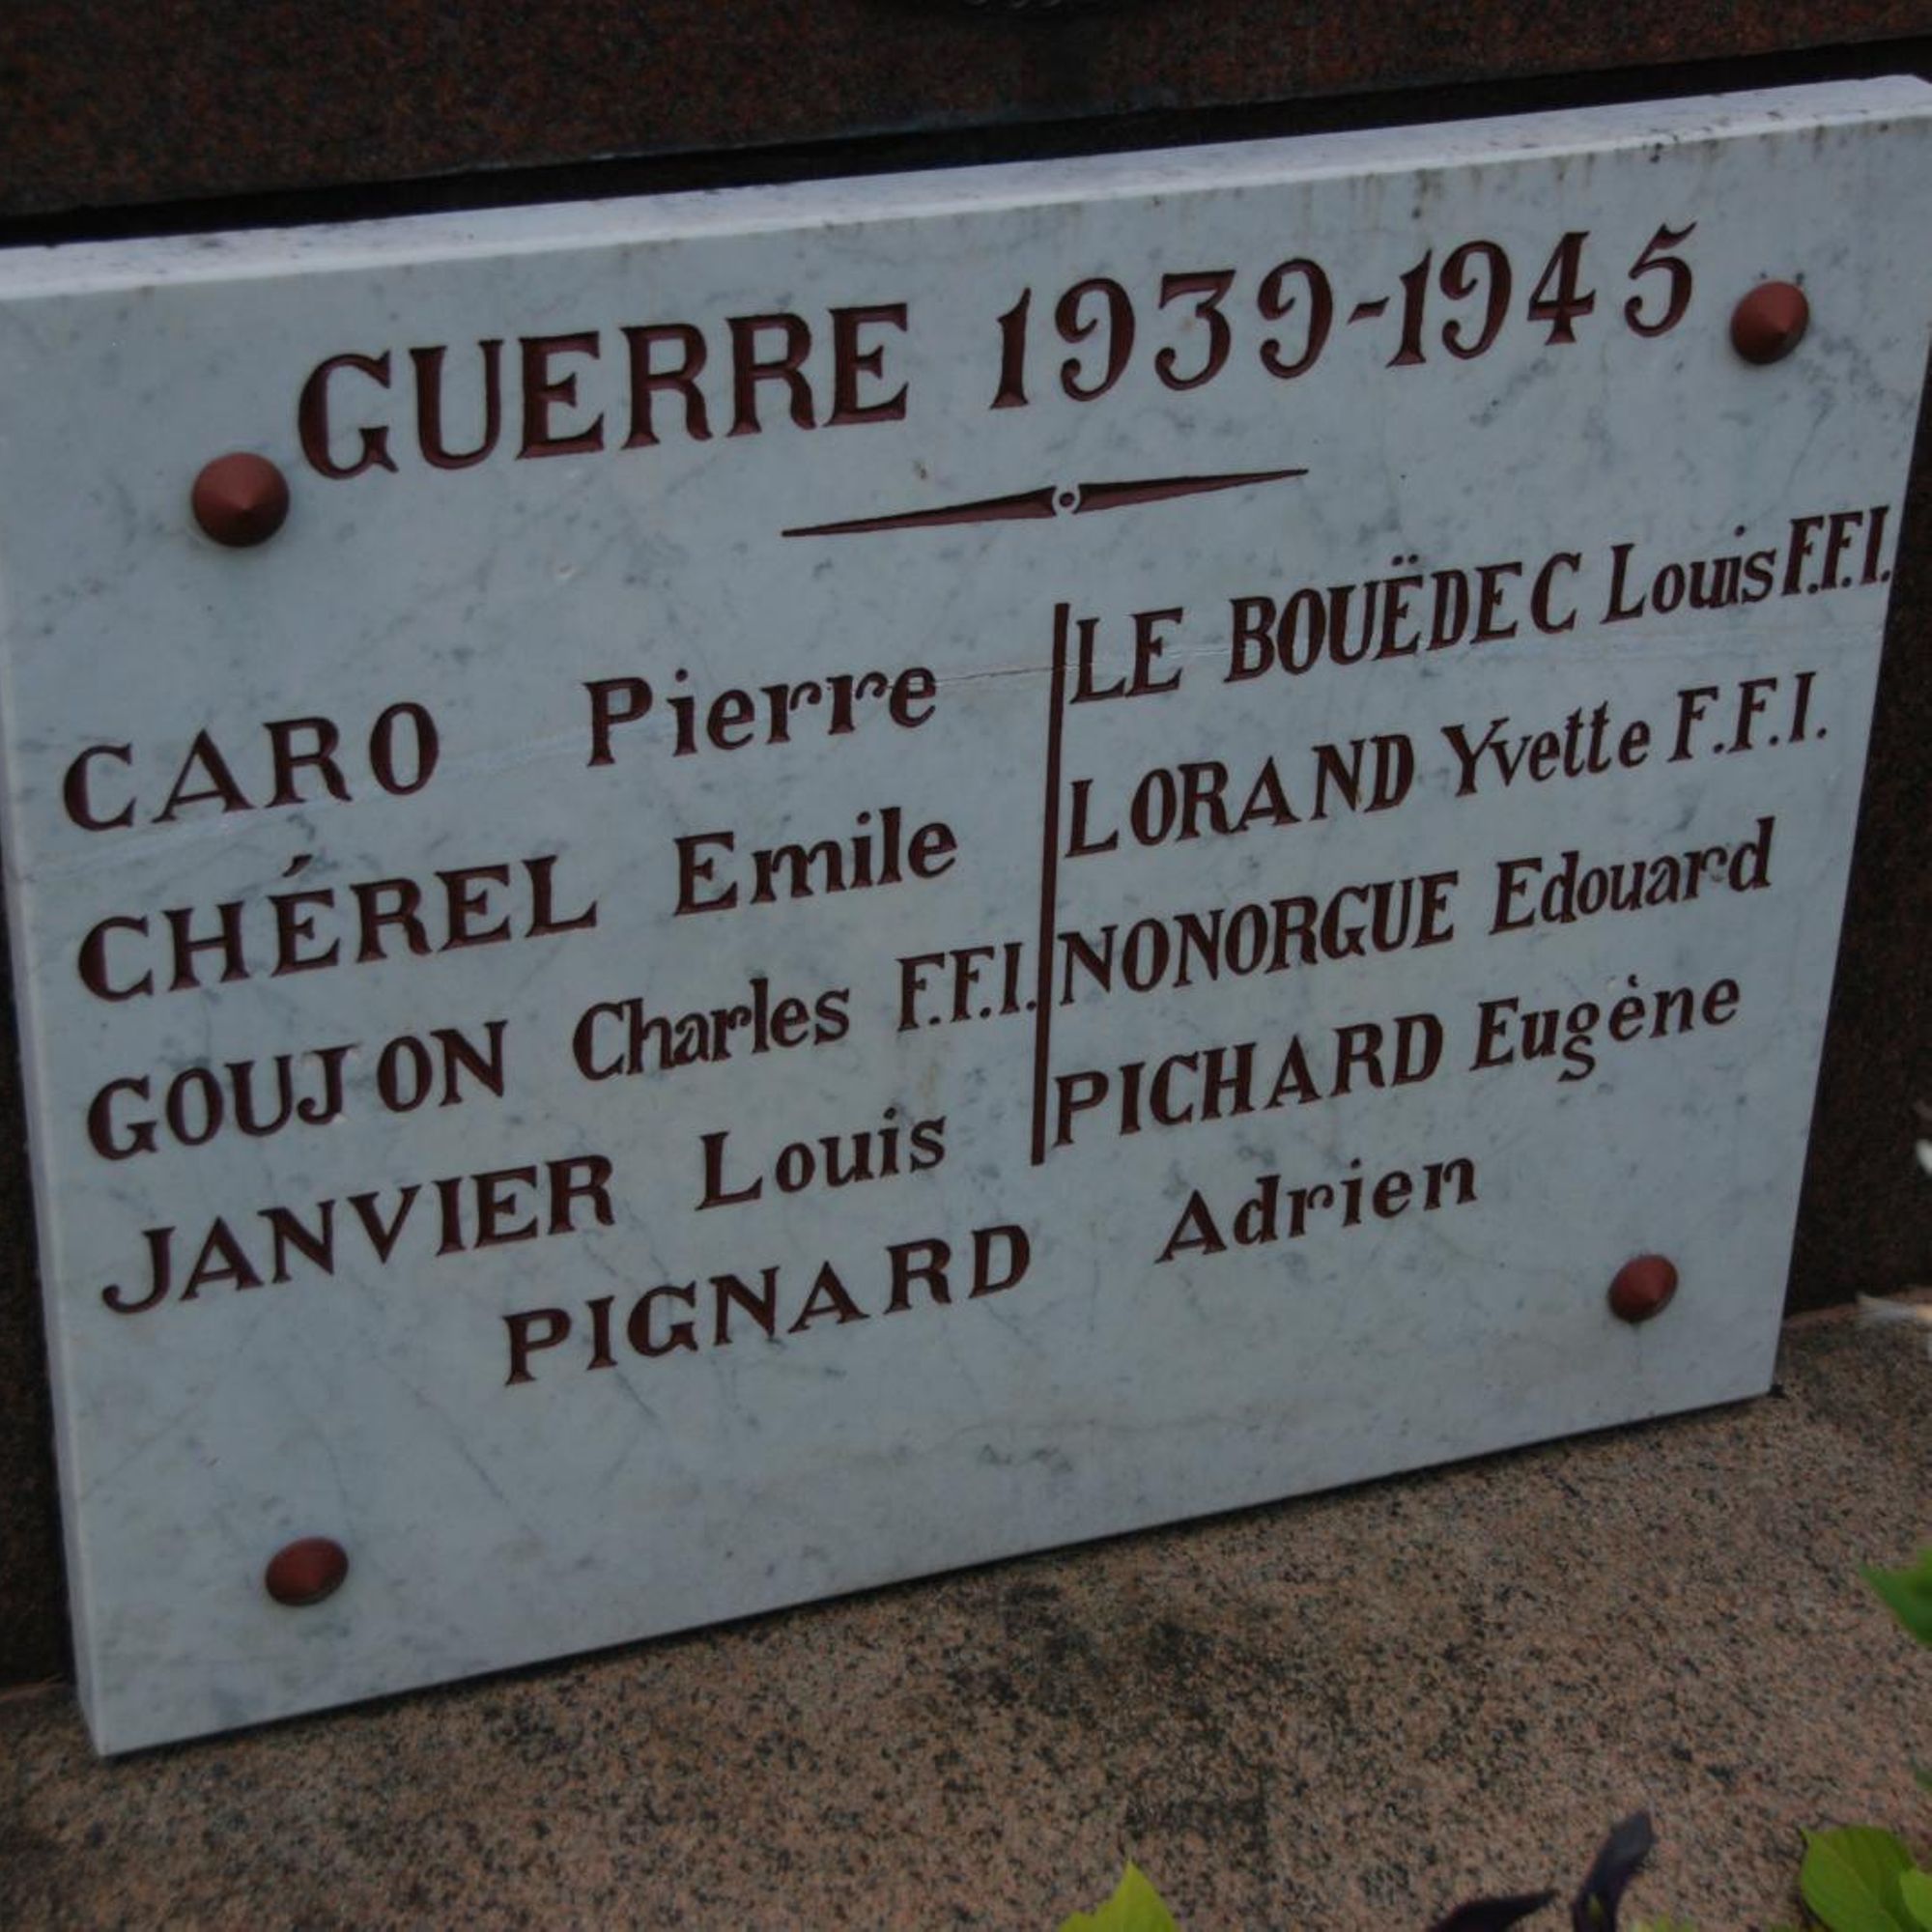 GUERRE 1939-1945
CARO Pierre
CHÉREL Emile
GOUJON Charles F.F.I.
JANVIER Louis
LE BOUËDEC Louis F.F.I.
LORAND Yvette F.F.I.
NONORGUE Edouard
PICHARD Eugène
PIGNARD Adrien